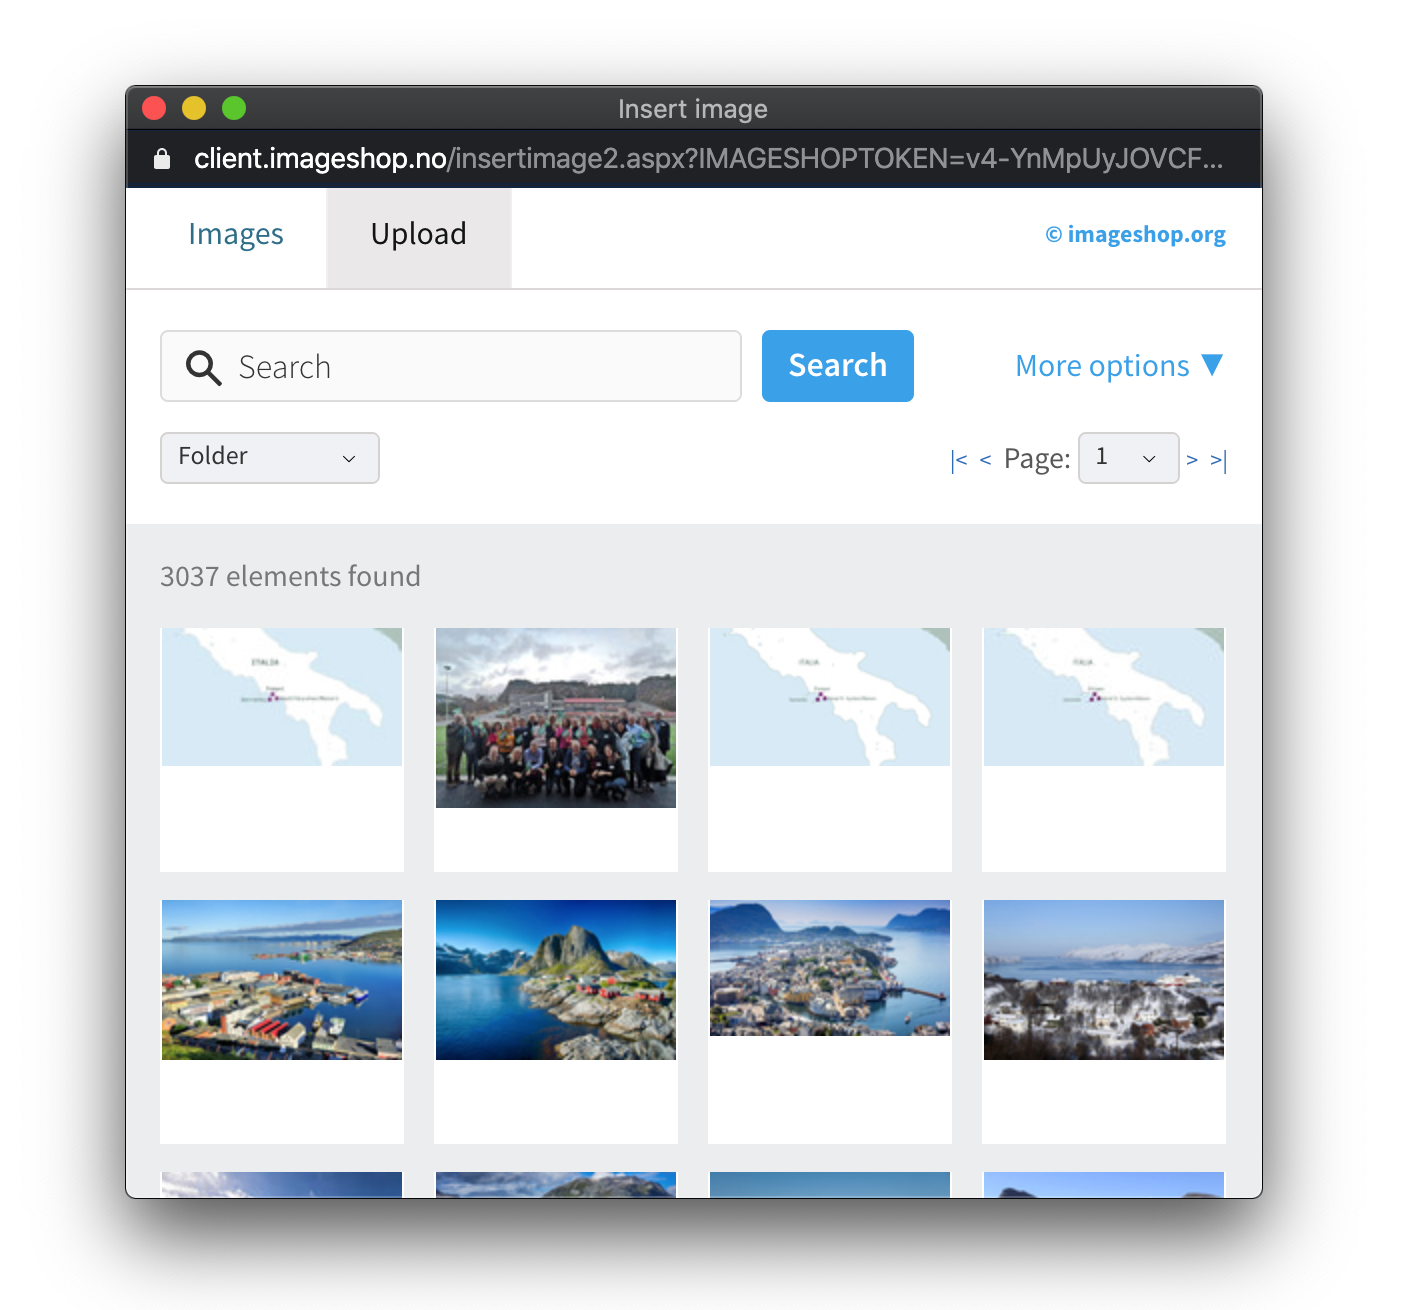 Insert image
client.imageshop.no/insertimage2.aspx?IMAGESHOPTOKEN=v4-YnMpUyJOVCF...
Images Upload © imageshop.org
Search Search More options ▼
Folder |< < Page: 1 > >|
3037 elements found
ITALIA ITALIA ITALIA